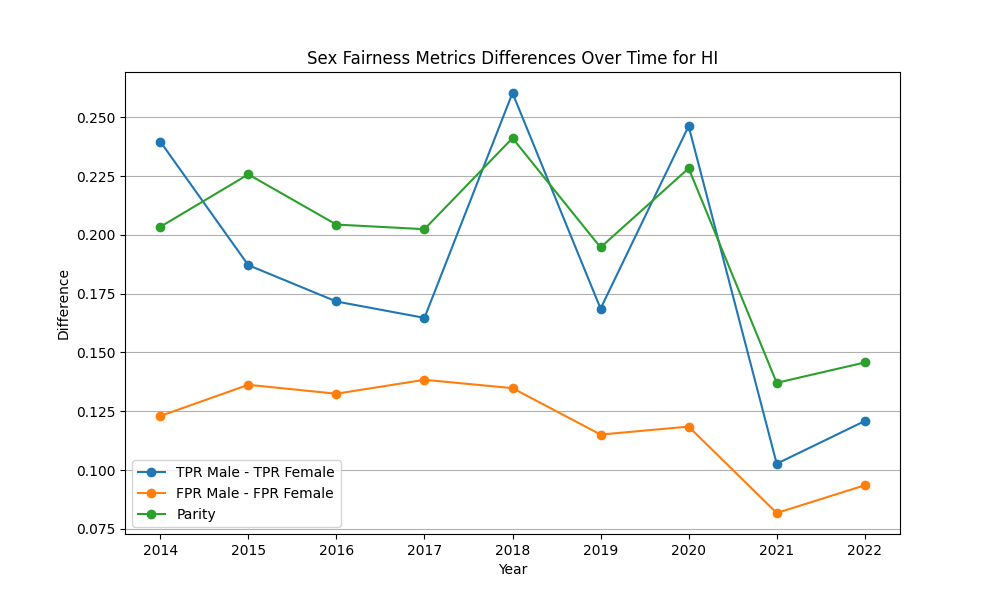 Sex Fairness Metrics Differences Over Time for HI
0.250
0.225
0.200
0.175
0.150
0.125
0.100
0.075
Difference
TPR Male - TPR Female
FPR Male - FPR Female
Parity
2014 2015 2016 2017 2018 2019 2020 2021 2022
Year